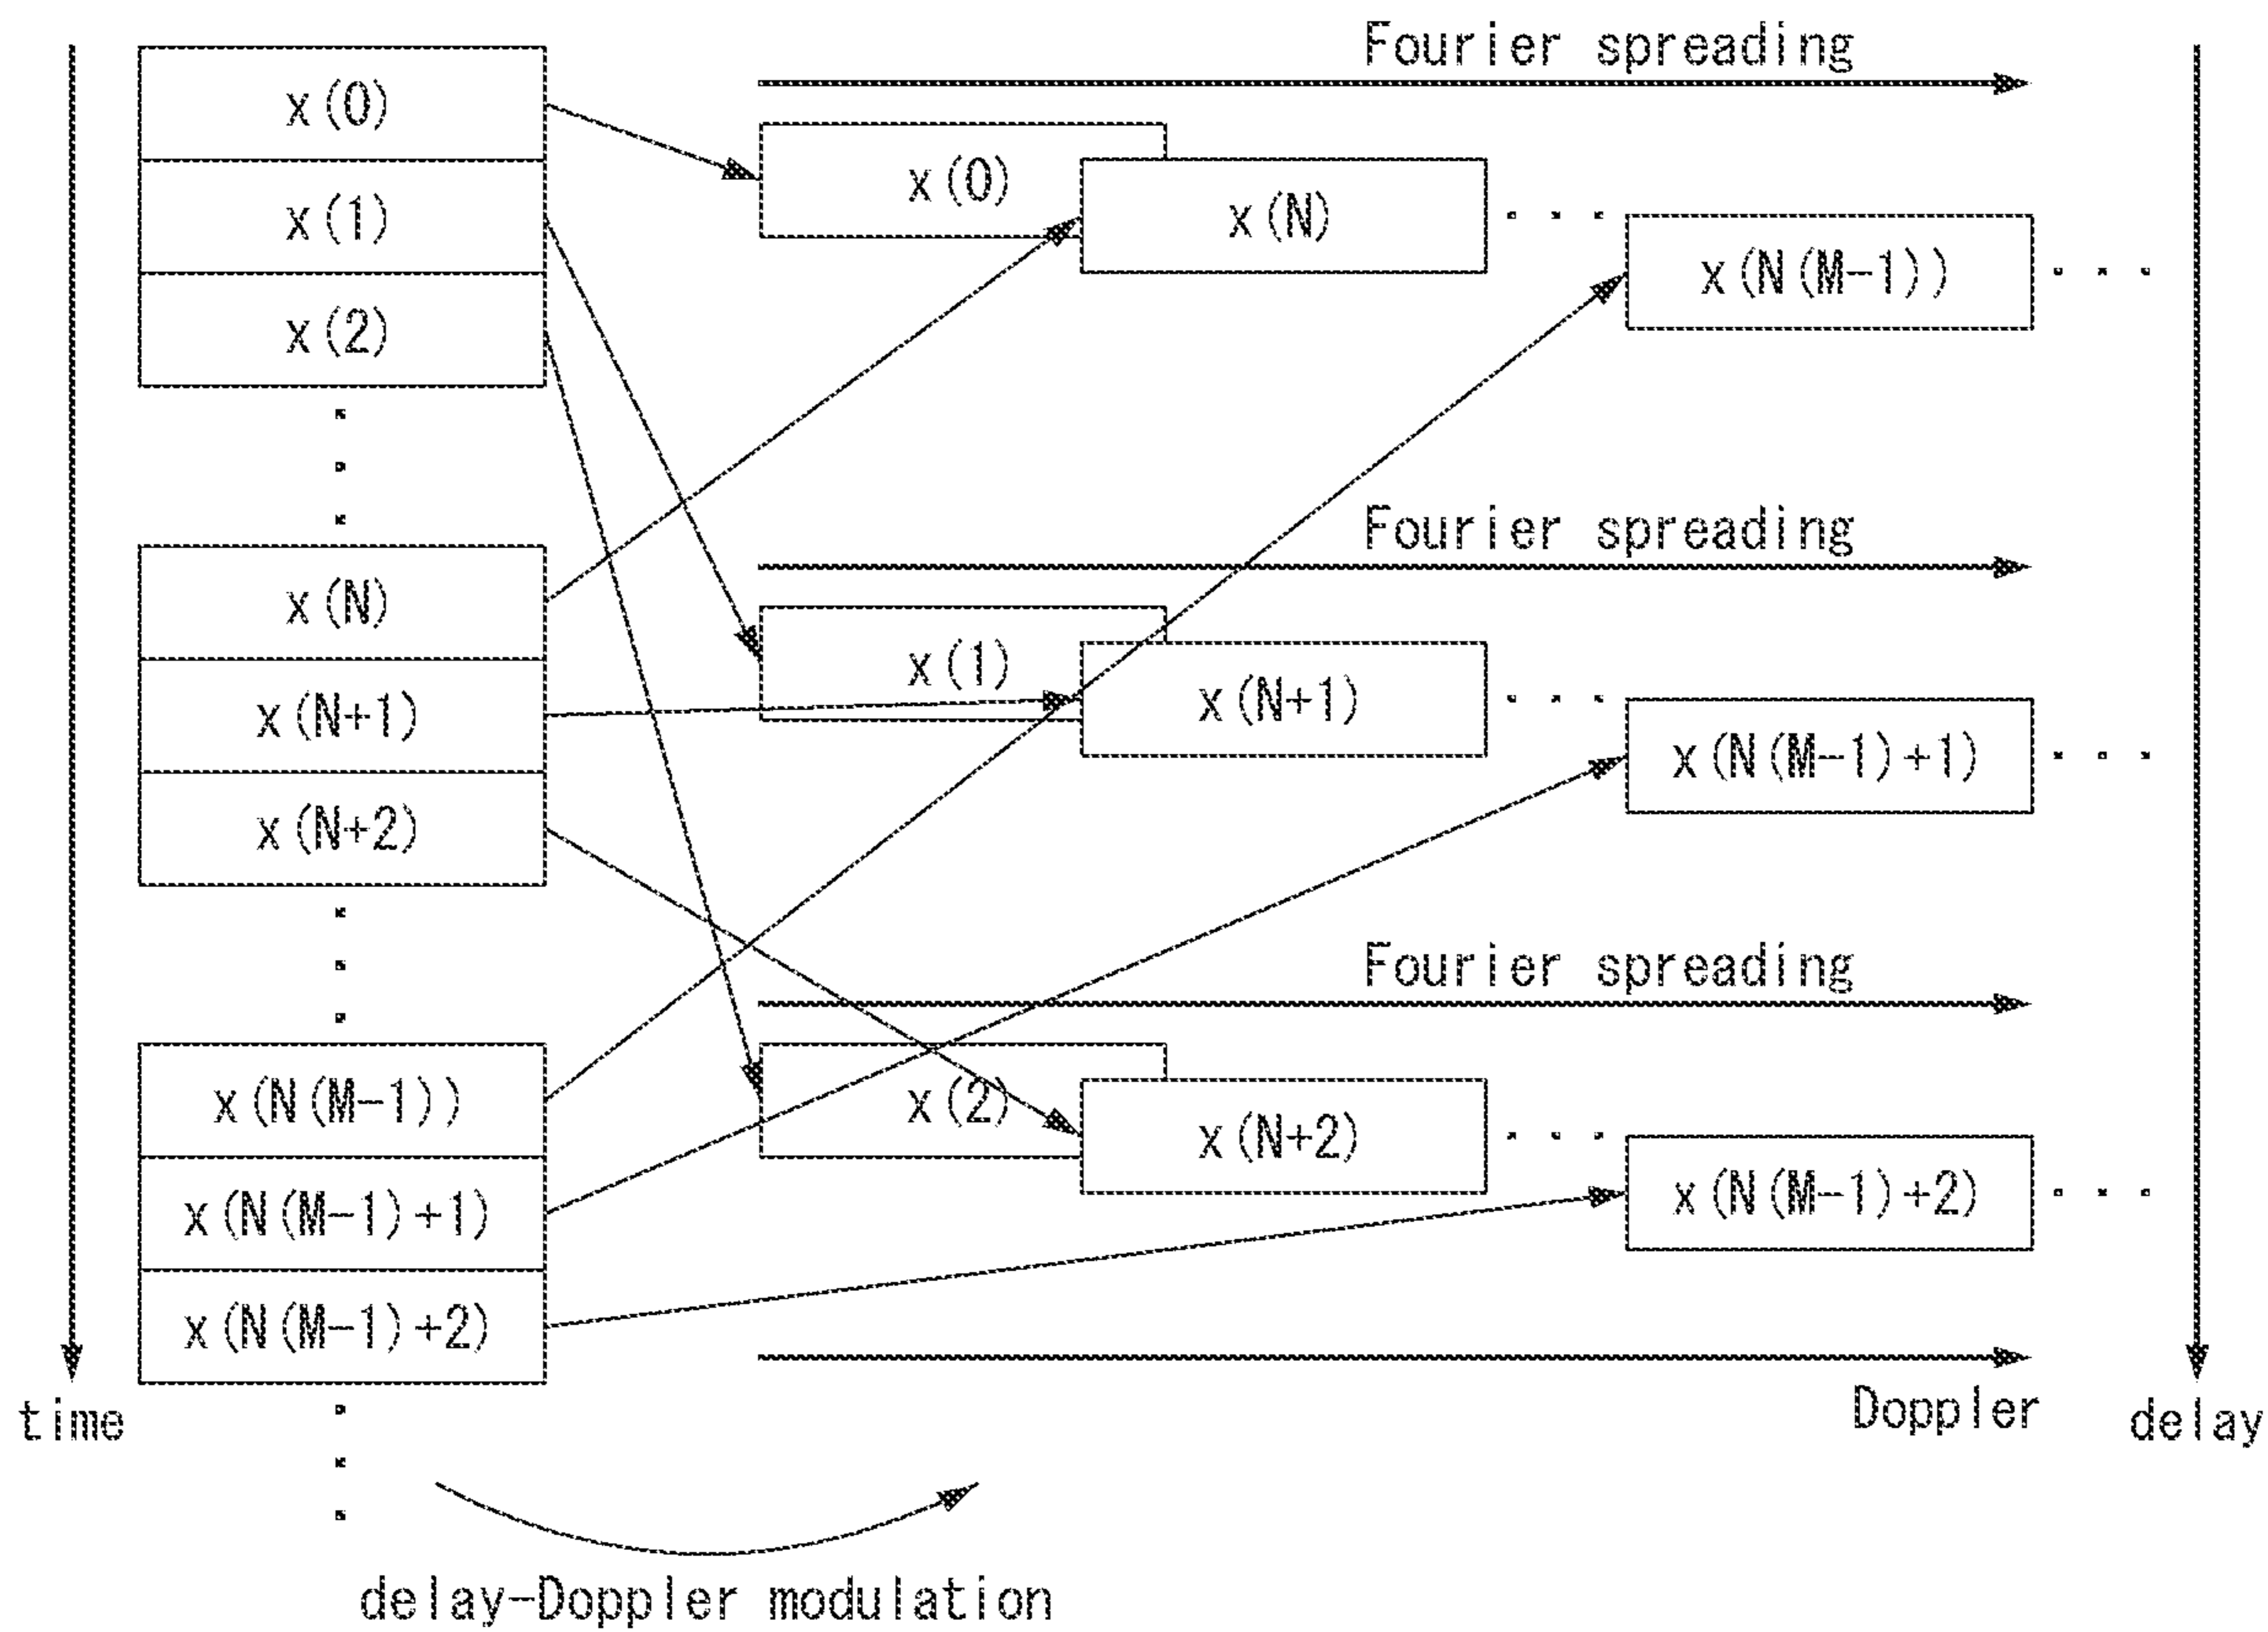 Fourier spreading
x(0)
x(1)
x(2)
x(0)
x(N)
. . .
x(N(M-1))
. . .
Fourier spreading
x(N)
x(N+1)
x(N+2)
x(1)
x(N+1)
. . .
x(N(M-1)+1)
. . .
Fourier spreading
x(N(M-1))
x(N(M-1)+1)
x(N(M-1)+2)
x(2)
x(N+2)
. . .
x(N(M-1)+2)
. . .
time
Doppler
delay
delay-Doppler modulation